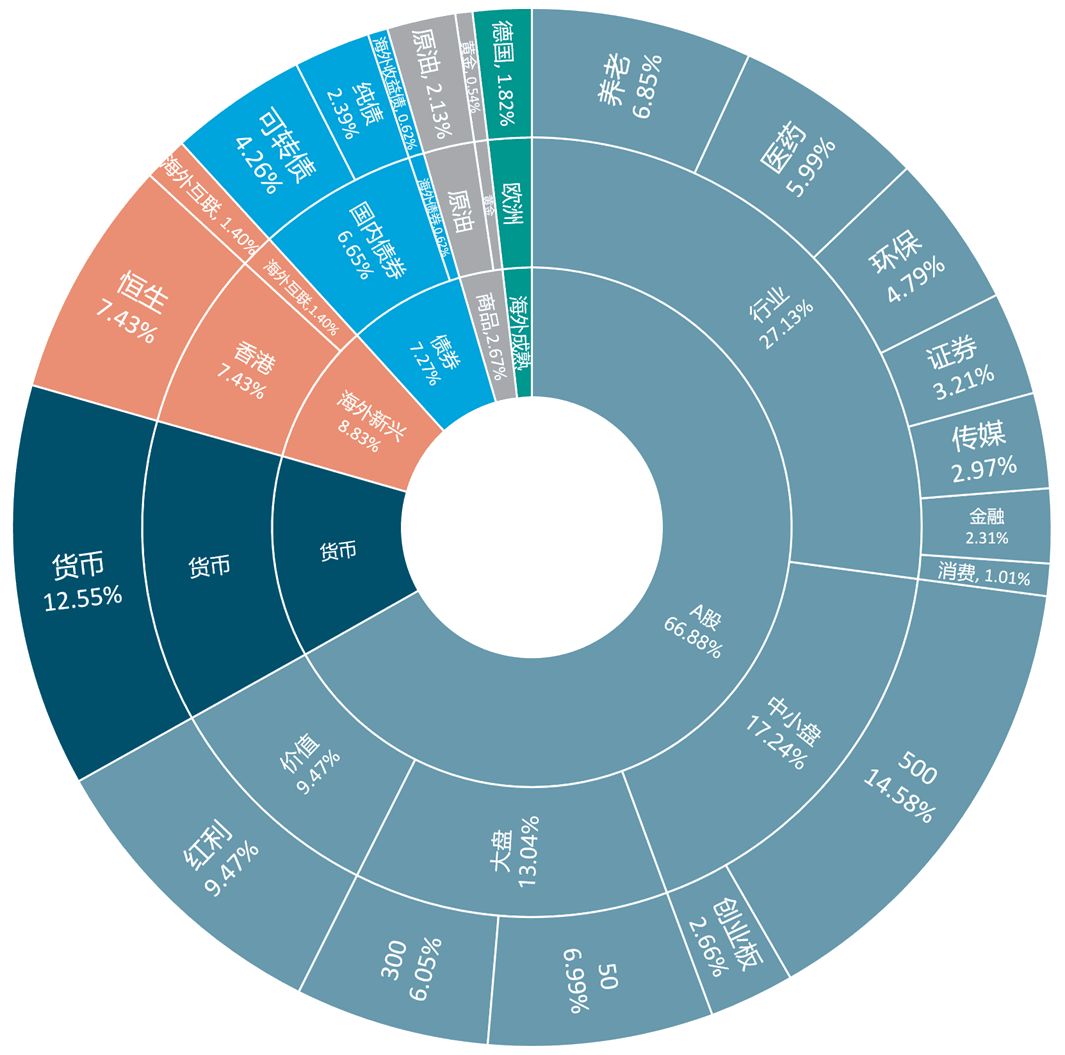 养老
6.85%
医药
5.99%
环保
4.79%
证券
3.21%
传媒
2.97%
金融
2.31%
消费, 1.01%
500
14.58%
创业板
2.66%
50
6.99%
300
6.05%
红利
9.47%
货币
12.55%
恒生
7.43%
海外互联, 1.40%
可转债
4.26%
纯债
2.39%
海外收益债, 0.62%
原油, 2.13%
黄金, 0.54%
德国, 1.82%
行业
27.13%
中小盘
17.24%
大盘
13.04%
价值
9.47%
货币
香港
7.43%
海外互联,1.40%
国内债券
6.65%
海外债券,0.62%
原油
黄金
欧洲
A股
66.88%
货币
海外新兴
8.83%
债券
7.27%
商品,2.67%
海外成熟